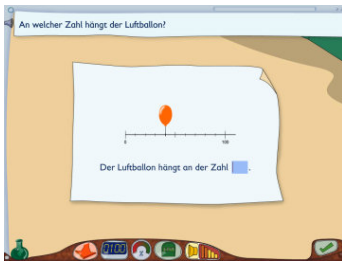 An welcher Zahl hängt der Luftballon?
0 100
Der Luftballon hängt an der Zahl .